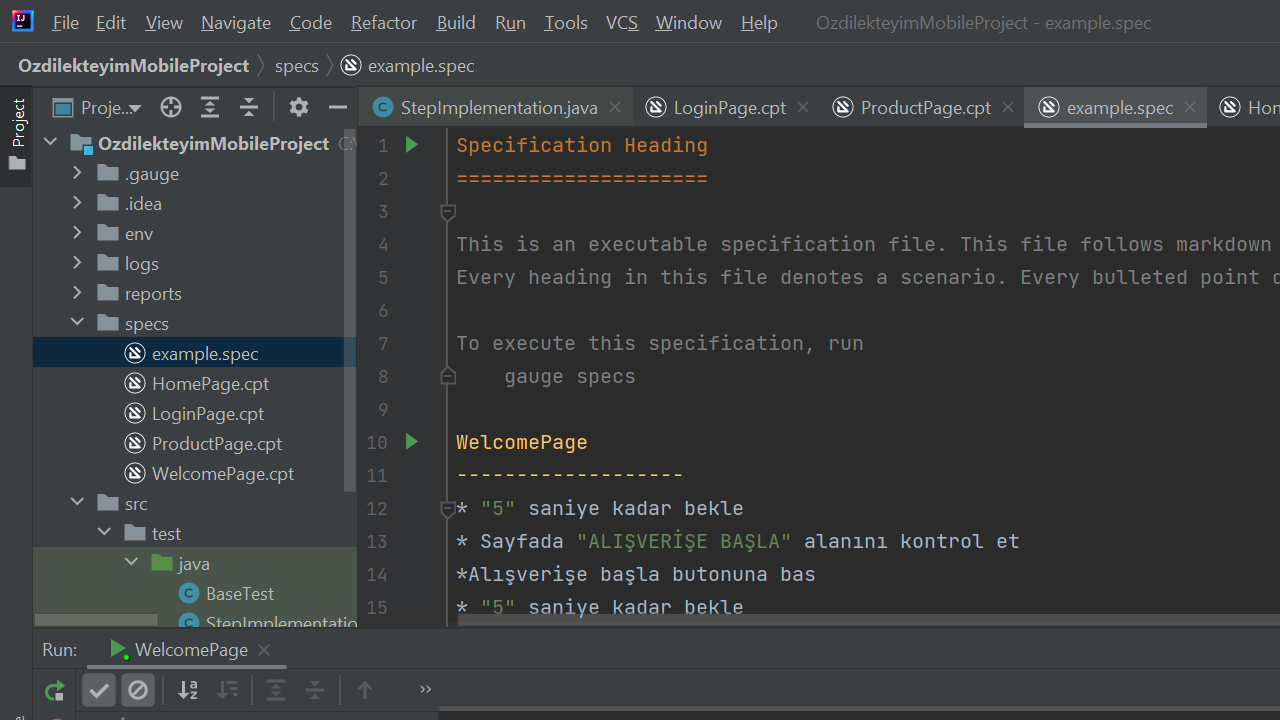 File Edit View Navigate Code Refactor Build Run Tools VCS Window Help OzdilekteyimMobileProject - example.spec
OzdilekteyimMobileProject specs example.spec
Project
Proje...
StepImplementation.java LoginPage.cpt ProductPage.cpt example.spec
OzdilekteyimMobileProject
.gauge
.idea
env
logs
reports
specs
example.spec
HomePage.cpt
LoginPage.cpt
ProductPage.cpt
WelcomePage.cpt
src
test
java
BaseTest
StepImplementatio
1 Specification Heading
2 =====================
3
4 This is an executable specification file. This file follows markdown
5 Every heading in this file denotes a scenario. Every bulleted point
6
7 To execute this specification, run
8 gauge specs
9
10 WelcomePage
11 -------------------
12 * "5" saniye kadar bekle
13 * Sayfada "ALIŞVERİŞE BAŞLA" alanını kontrol et
14 *Alışverişe başla butonuna bas
15 * "5" saniye kadar bekle
Run: WelcomePage